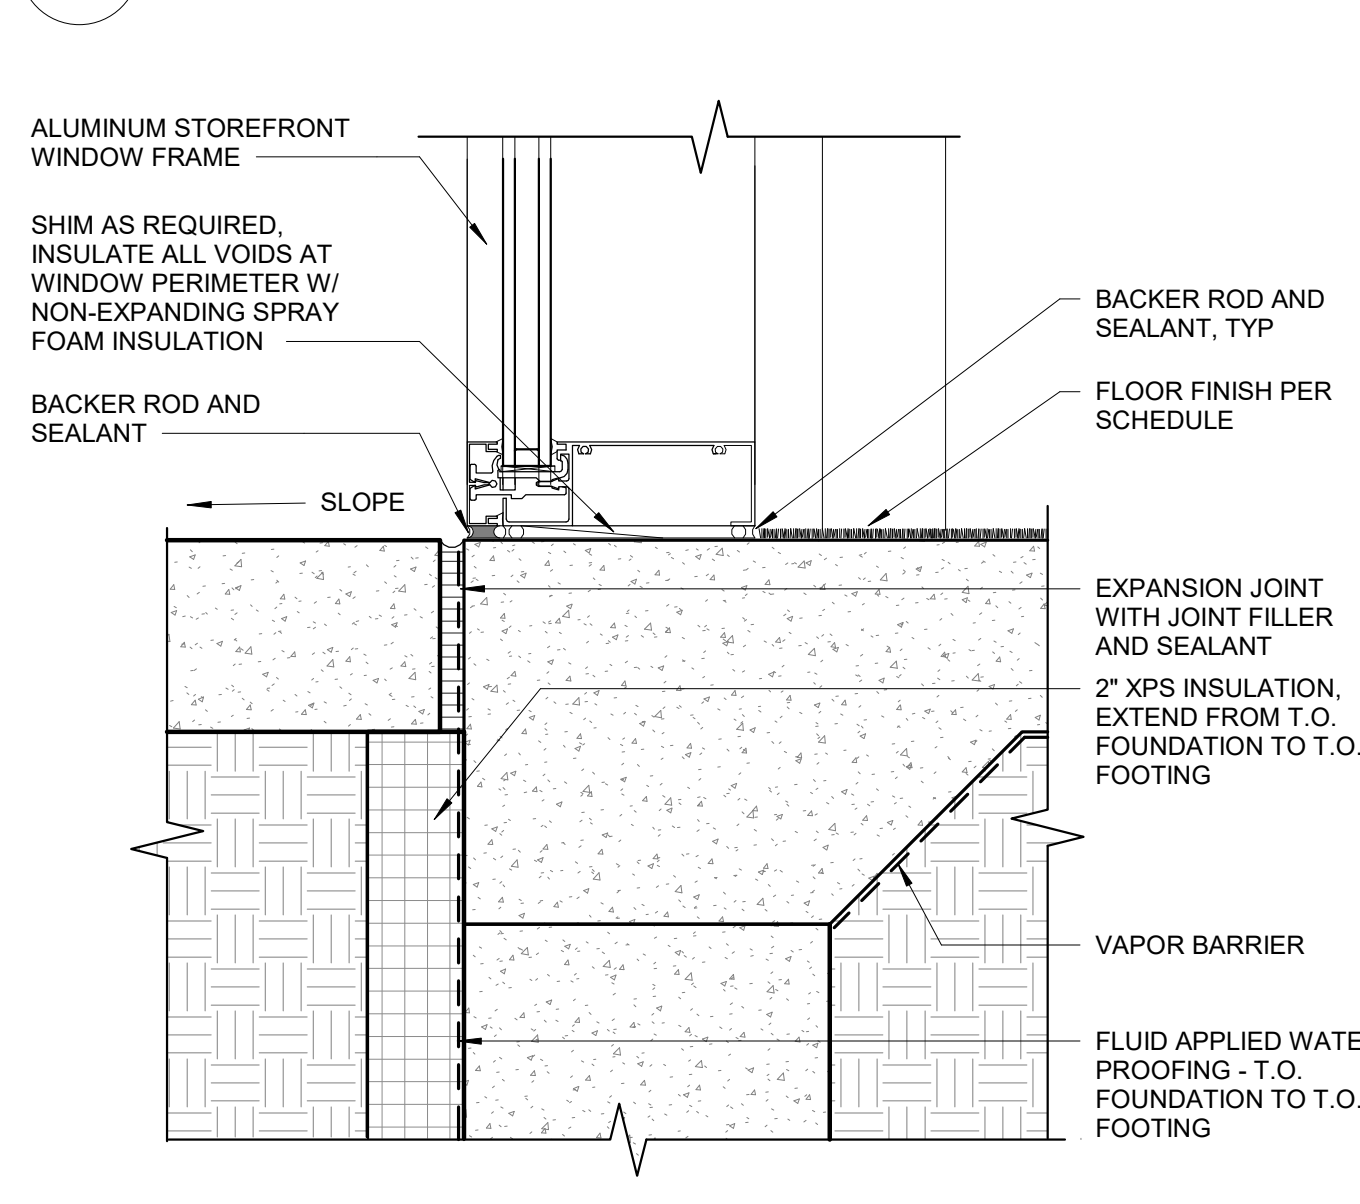 ALUMINUM STOREFRONT
WINDOW FRAME
SHIM AS REQUIRED,
INSULATE ALL VOIDS AT
WINDOW PERIMETER W/
NON-EXPANDING SPRAY
FOAM INSULATION
BACKER ROD AND
SEALANT
SLOPE
BACKER ROD AND
SEALANT, TYP
FLOOR FINISH PER
SCHEDULE
EXPANSION JOINT
WITH JOINT FILLER
AND SEALANT
2" XPS INSULATION,
EXTEND FROM T.O.
FOUNDATION TO T.O.
FOOTING
VAPOR BARRIER
FLUID APPLIED WATE
PROOFING - T.O.
FOUNDATION TO T.O.
FOOTING